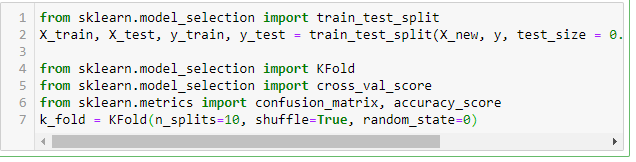 1 from sklearn.model_selection import train_test_split
2 X_train, X_test, y_train, y_test = train_test_split(X_new, y, test_size = 0.
3
4 from sklearn.model_selection import KFold
5 from sklearn.model_selection import cross_val_score
6 from sklearn.metrics import confusion_matrix, accuracy_score
7 k_fold = KFold(n_splits=10, shuffle=True, random_state=0)